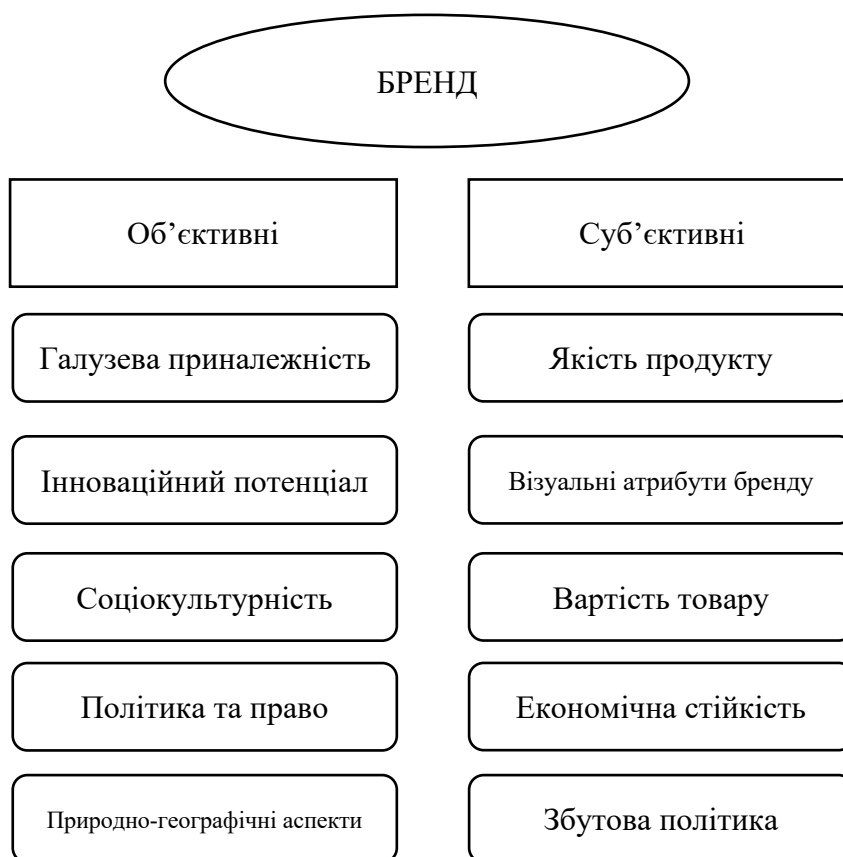 БРЕНД
Об’єктивні
Суб’єктивні
Галузева приналежність
Якість продукту
Інноваційний потенціал
Візуальні атрибути бренду
Соціокультурність
Вартість товару
Політика та право
Економічна стійкість
Природно-географічні аспекти
Збутова політика